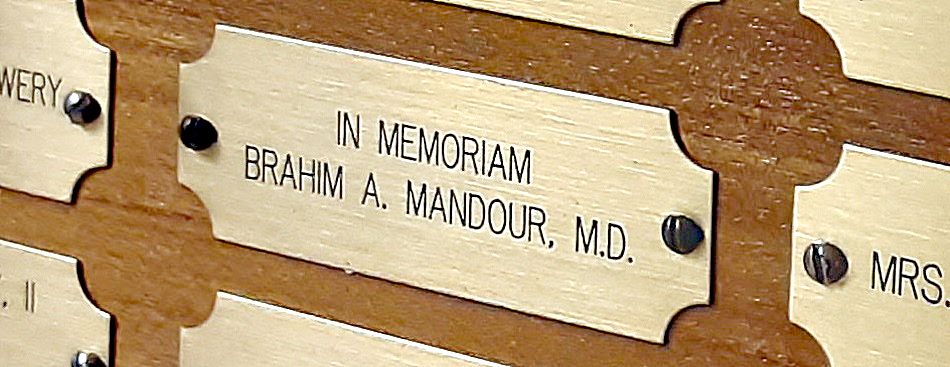 WERY
IN MEMORIAM
BRAHIM A. MANDOUR, M.D.
MRS.
. II